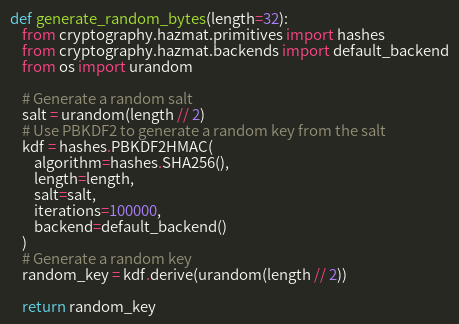 def generate_random_bytes(length=32):
    from cryptography.hazmat.primitives import hashes
    from cryptography.hazmat.backends import default_backend
    from os import urandom

    # Generate a random salt
    salt = urandom(length // 2)
    # Use PBKDF2 to generate a random key from the salt
    kdf = hashes.PBKDF2HMAC(
        algorithm=hashes.SHA256(),
        length=length,
        salt=salt,
        iterations=100000,
        backend=default_backend()
    )
    # Generate a random key
    random_key = kdf.derive(urandom(length // 2))

    return random_key